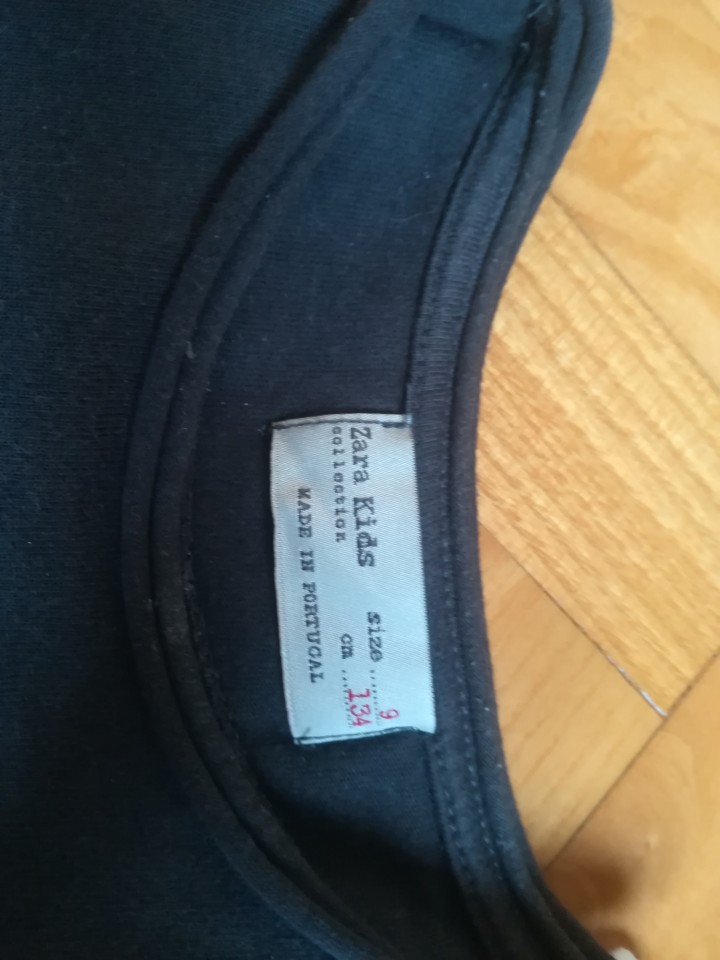 Zara Kids size ....... 9
collection cm ....... 134
MADE IN PORTUGAL